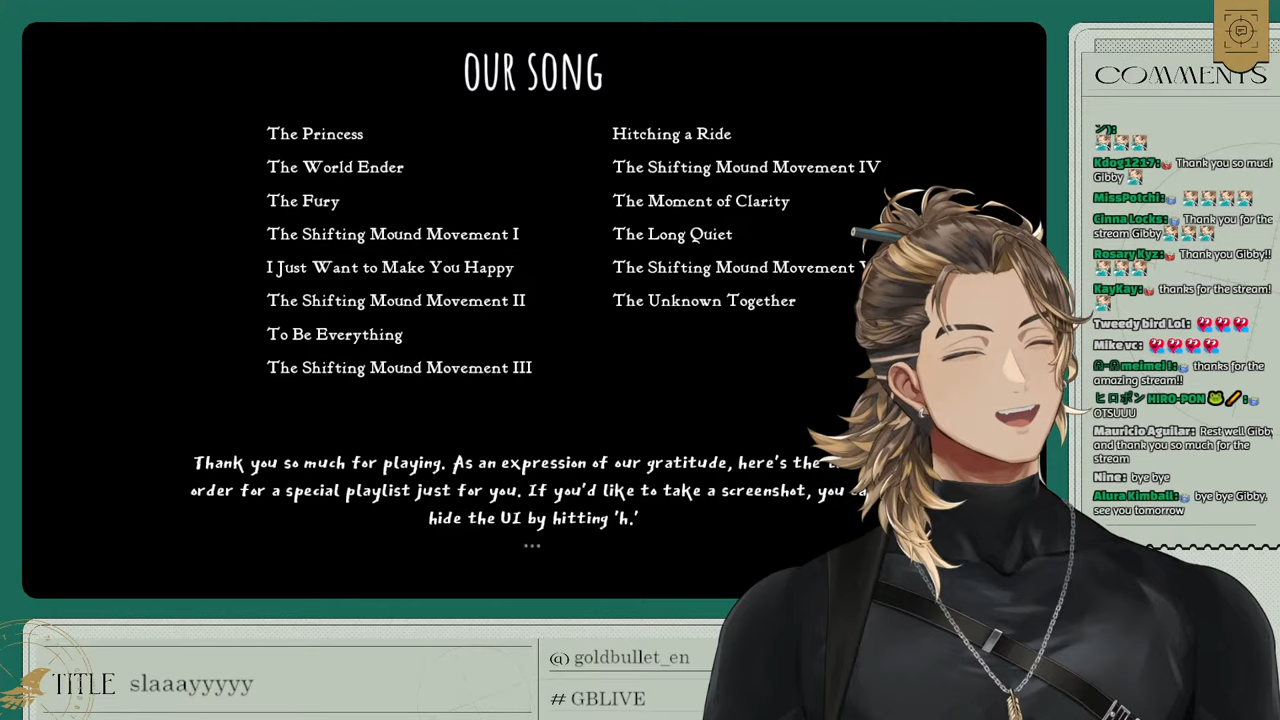 OUR SONG
The Princess
The World Ender
The Fury
The Shifting Mound Movement I
I Just Want to Make You Happy
The Shifting Mound Movement II
To Be Everything
The Shifting Mound Movement III
Hitching a Ride
The Shifting Mound Movement IV
The Moment of Clarity
The Long Quiet
The Shifting Mound Movement
The Unknown Together
Thank you so much for playing. As an expression of our gratitude, here's the
order for a special playlist just for you. If you'd like to take a screenshot, you
hide the UI by hitting 'h.'
...
COMMENTS
ン):
Kdog1217: Thank you so much
Gibby
MissPotchi:
Cinna Locks: Thank you for the
stream Gibby
Rosary Kyz: Thank you Gibby!!
KayKay: thanks for the stream!
Tweedy bird Lol:
Mike vc:
meimei !: thanks for the
amazing stream!!
ヒロポン HIRO-PON 🐸🥖:
OTSUUU
Mauricio Aguilar: Rest well Gibby
and thank you so much for the
stream
Nine: bye bye
Alura Kimball: bye bye Gibby.
see you tomorrow
TITLE slaaayyyyy
@ goldbullet_en
# GBLIVE